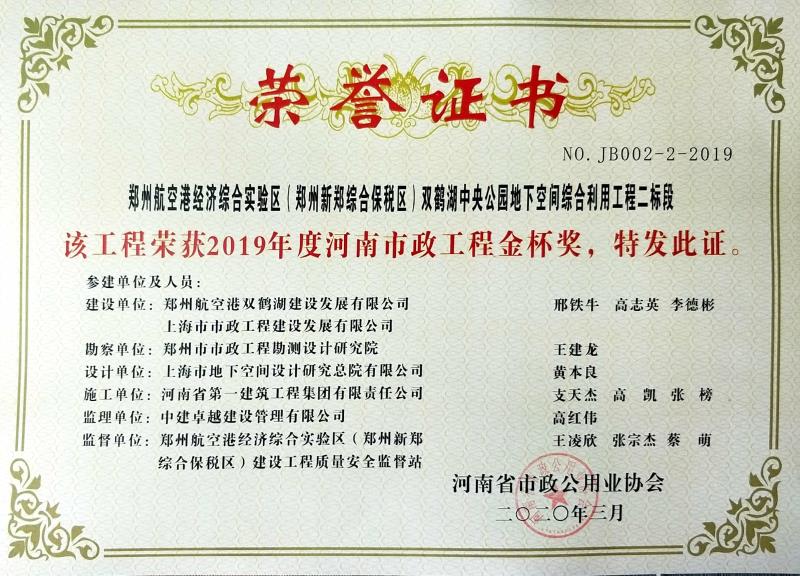 荣誉证书
NO. JB002-2-2019
郑州航空港经济综合实验区（郑州新郑综合保税区）双鹤湖中央公园地下空间综合利用工程二标段
该工程荣获2019年度河南市政工程金杯奖，特发此证。
参建单位及人员：
建设单位：郑州航空港双鹤湖建设发展有限公司 邢铁牛 高志英 李德彬
上海市市政工程建设发展有限公司
勘察单位：郑州市市政工程勘测设计研究院 王建龙
设计单位：上海市地下空间设计研究总院有限公司 黄本良
施工单位：河南省第一建筑工程集团有限责任公司 支天杰 高凯 张榜
监理单位：中建卓越建设管理有限公司 高红伟
监督单位：郑州航空港经济综合实验区（郑州新郑 王凌欣 张宗杰 蔡萌
综合保税区）建设工程质量安全监督站
河南省市政公用业协会
二〇二〇年三月